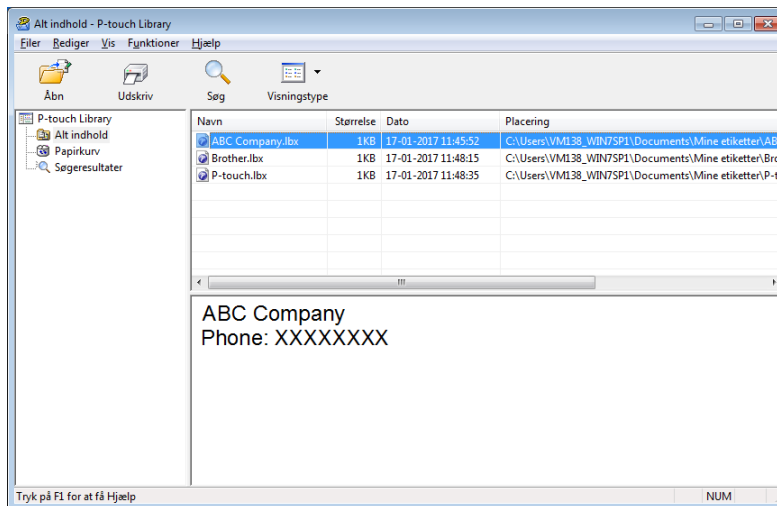 Alt indhold - P-touch Library
Filer Rediger Vis Funktioner Hjælp
Åbn Udskriv Søg Visningstype
P-touch Library
Alt indhold
Papirkurv
Søgeresultater
Navn Størrelse Dato Placering
ABC Company.lbx 1KB 17-01-2017 11:45:52 C:\Users\VM138_WIN7SP1\Documents\Mine etiketter\AB
Brother.lbx 1KB 17-01-2017 11:48:15 C:\Users\VM138_WIN7SP1\Documents\Mine etiketter\Bro
P-touch.lbx 1KB 17-01-2017 11:48:35 C:\Users\VM138_WIN7SP1\Documents\Mine etiketter\P-t
ABC Company
Phone: XXXXXXXX
Tryk på F1 for at få Hjælp NUM